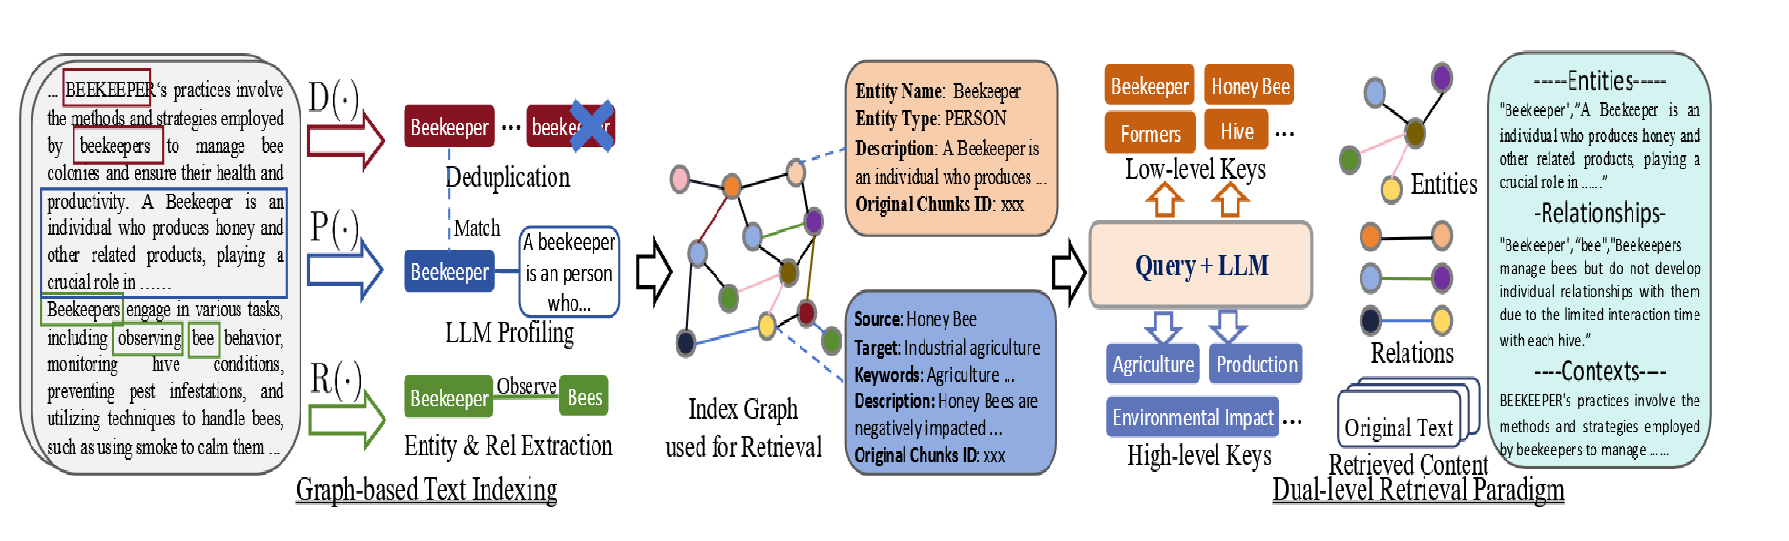 ... BEEKEEPER's practices involve
the methods and strategies employed
by beekeepers to manage bee
colonies and ensure their health and
productivity. A Beekeeper is an
individual who produces honey and
other related products, playing a
crucial role in ……
Beekeepers engage in various tasks,
including observing bee behavior,
monitoring hive conditions,
preventing pest infestations, and
utilizing techniques to handle bees,
such as using smoke to calm them ...
D(·)
Beekeeper ...
Deduplication
P(·)
Match
Beekeeper
A beekeeper
is an person
who...
LLM Profiling
R(·)
Beekeeper Observe Bees
Entity & Rel Extraction
Graph-based Text Indexing
Index Graph
used for Retrieval
Entity Name: Beekeeper
Entity Type: PERSON
Description: A Beekeeper is
an individual who produces ...
Original Chunks ID: xxx
Source: Honey Bee
Target: Industrial agriculture
Keywords: Agriculture ...
Description: Honey Bees are
negatively impacted ...
Original Chunks ID: xxx
Beekeeper Honey Bee
Formers Hive ...
Low-level Keys
Query + LLM
Agriculture Production
Environmental Impact ...
High-level Keys
Entities
Relations
Original Text
Retrieved Content
Dual-level Retrieval Paradigm
-----Entities-----
"Beekeeper","A Beekeeper is an
individual who produces honey and
other related products, playing a
crucial role in ......"
-Relationships-
"Beekeeper","bee","Beekeepers
manage bees but do not develop
individual relationships with them
due to the limited interaction time
with each hive."
----Contexts----
BEEKEEPER's practices involve the
methods and strategies employed
by beekeepers to manage ......